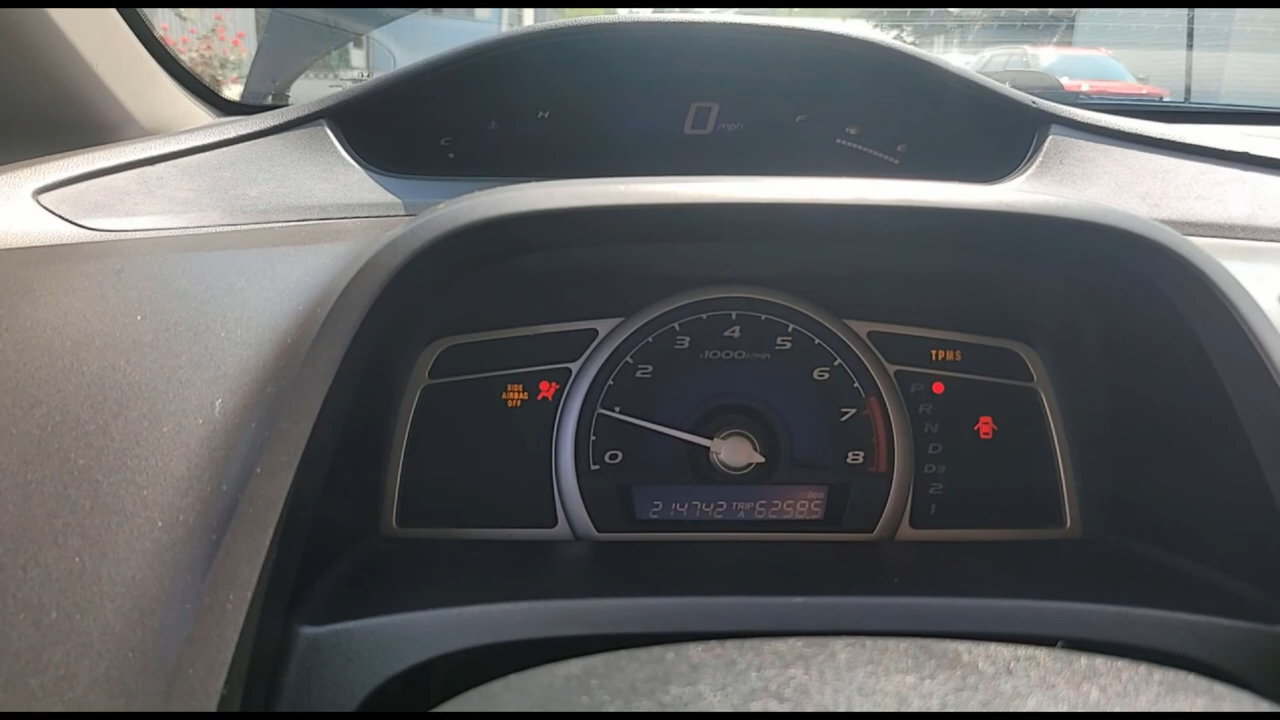 C
H
0 mph
F
E
SIDE
AIRBAG
OFF
0
2
3
4
5
6
7
8
x1000r/min
214742 TRIP A 6258.5
TPMS
P
R
N
D
D3
2
1